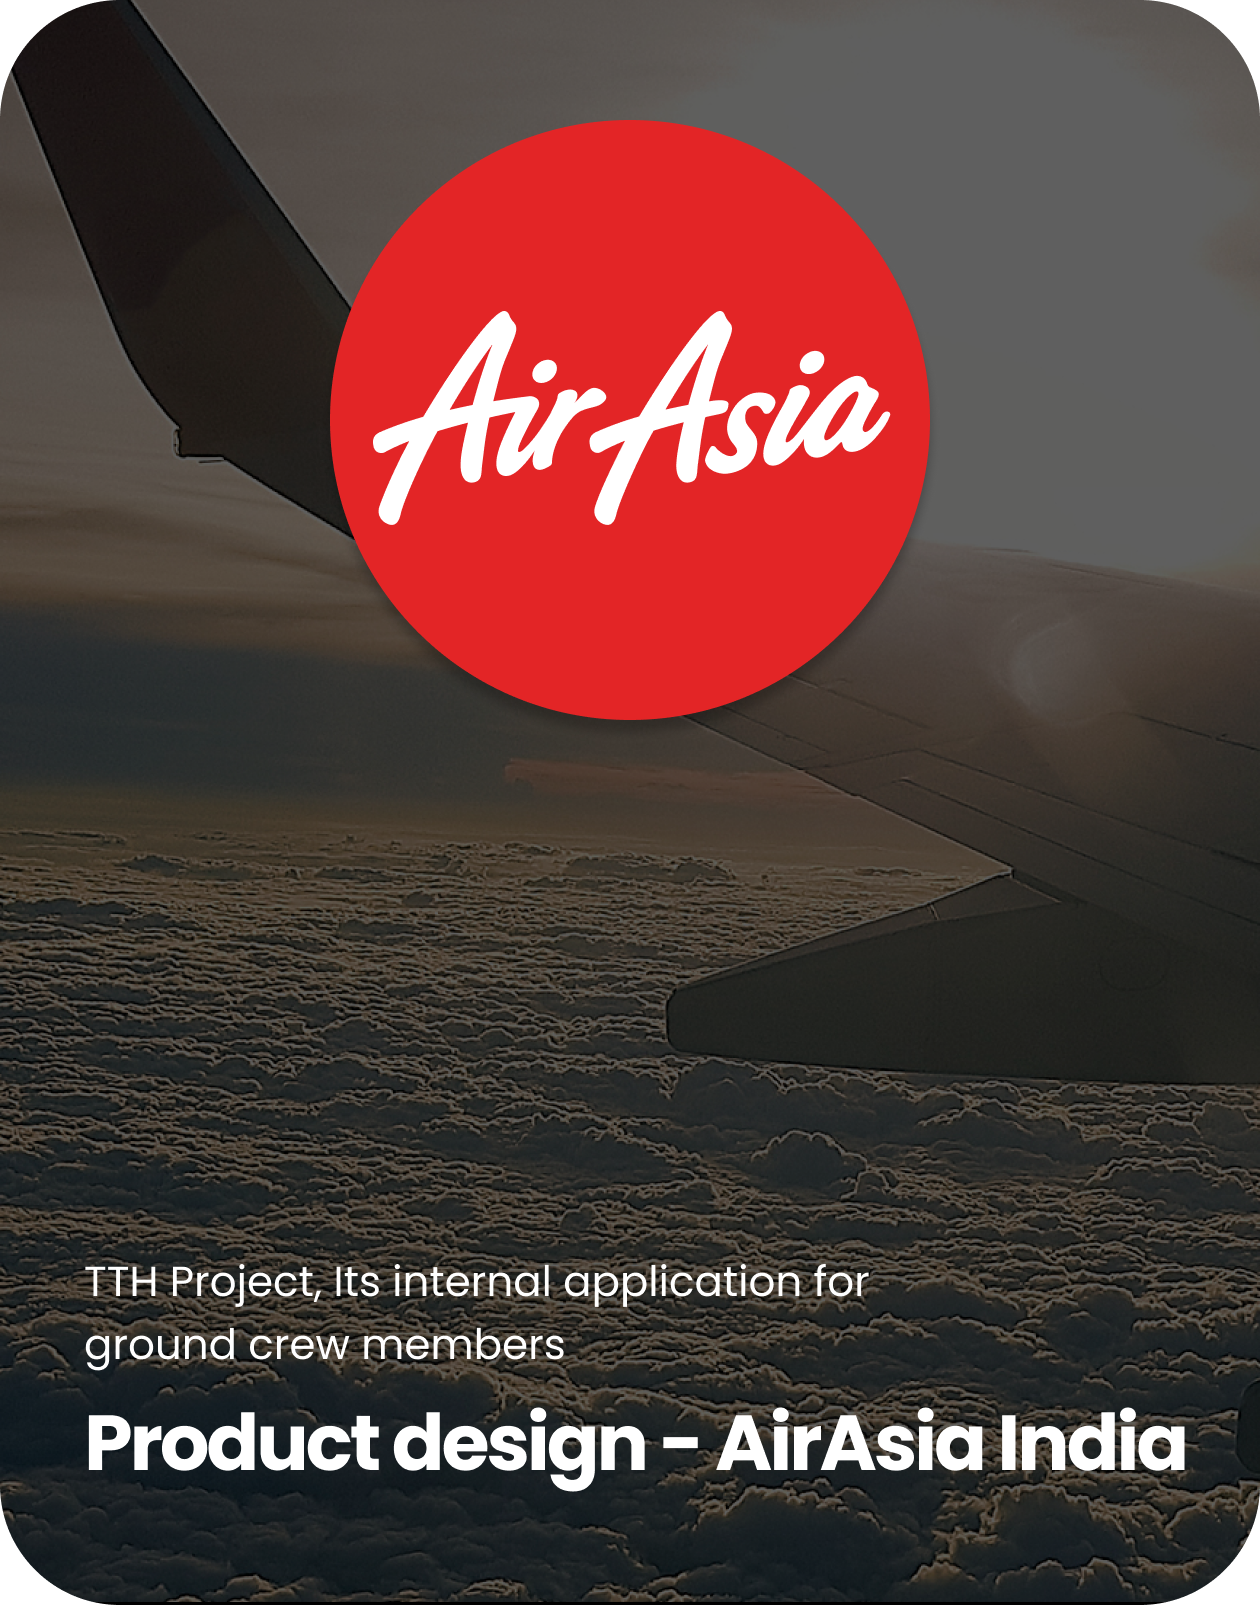 AirAsia
TTH Project, Its internal application for
ground crew members
Product design - AirAsia India